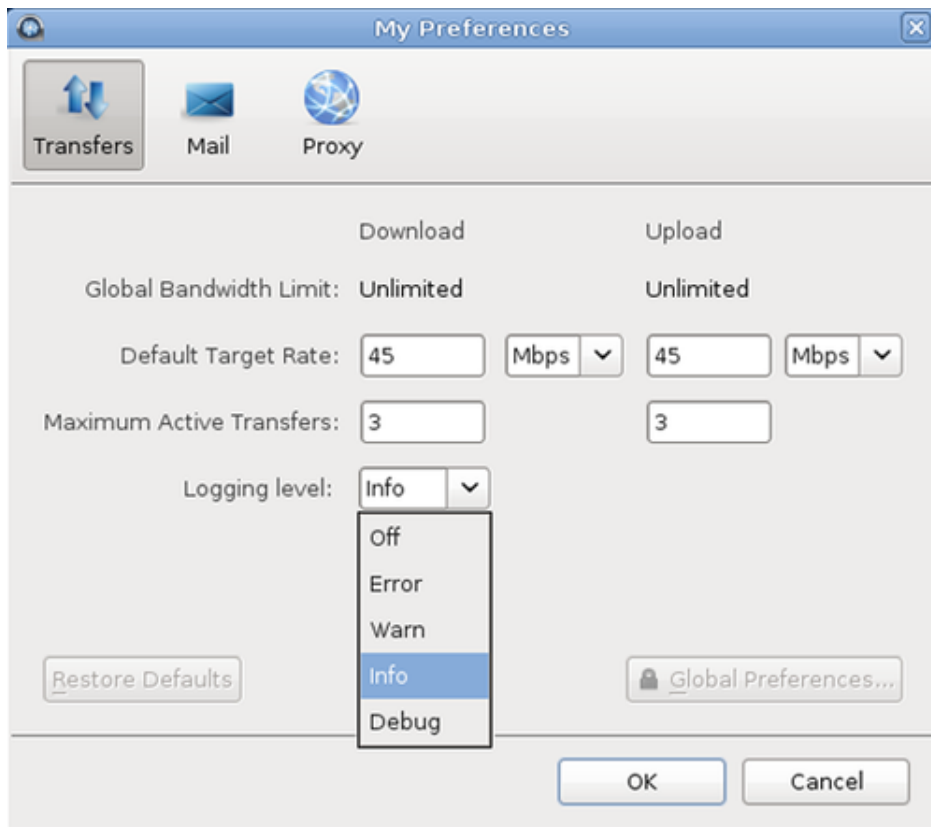 My Preferences
Transfers Mail Proxy
Download Upload
Global Bandwidth Limit: Unlimited Unlimited
Default Target Rate: 45 Mbps 45 Mbps
Maximum Active Transfers: 3 3
Logging level: Info
Off
Error
Warn
Info
Debug
Restore Defaults Global Preferences...
OK Cancel